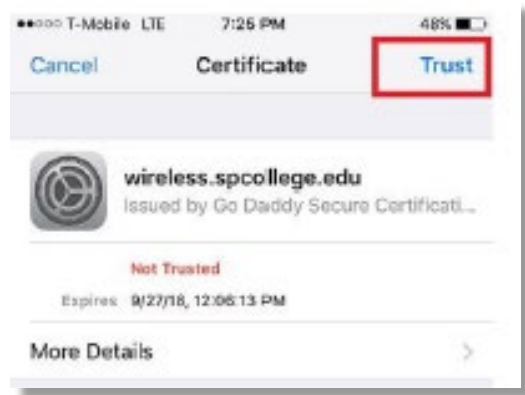 T-Mobile LTE 7:25 PM 48%
Cancel Certificate Trust
wireless.spcollege.edu
Issued by Go Daddy Secure Certificati...
Not Trusted
Expires 9/27/18, 12:06:13 PM
More Details